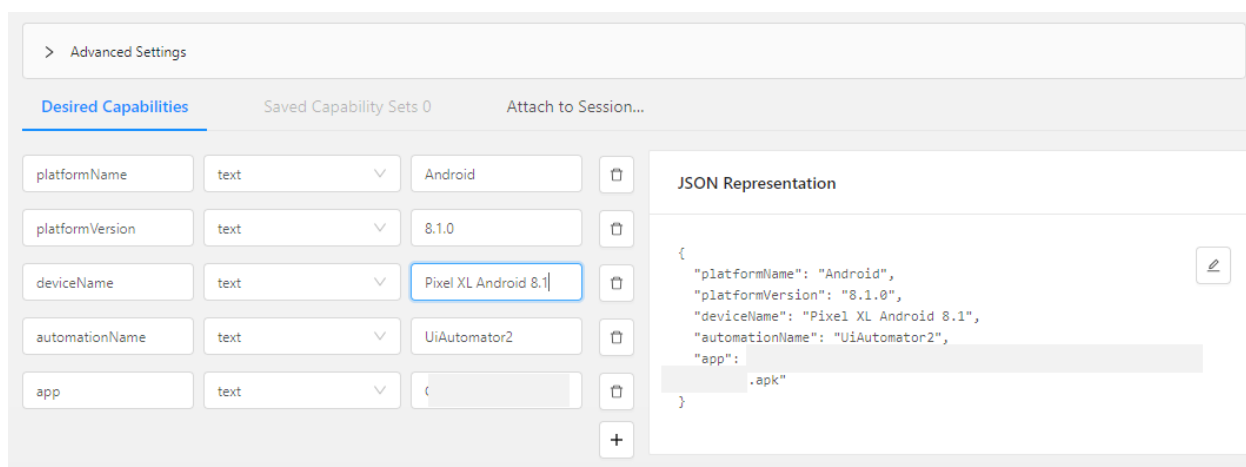 Advanced Settings
Desired Capabilities Saved Capability Sets 0 Attach to Session...
platformName text Android
platformVersion text 8.1.0
deviceName text Pixel XL Android 8.1
automationName text UiAutomator2
app text
JSON Representation
{
"platformName": "Android",
"platformVersion": "8.1.0",
"deviceName": "Pixel XL Android 8.1",
"automationName": "UiAutomator2",
"app":
.apk"
}